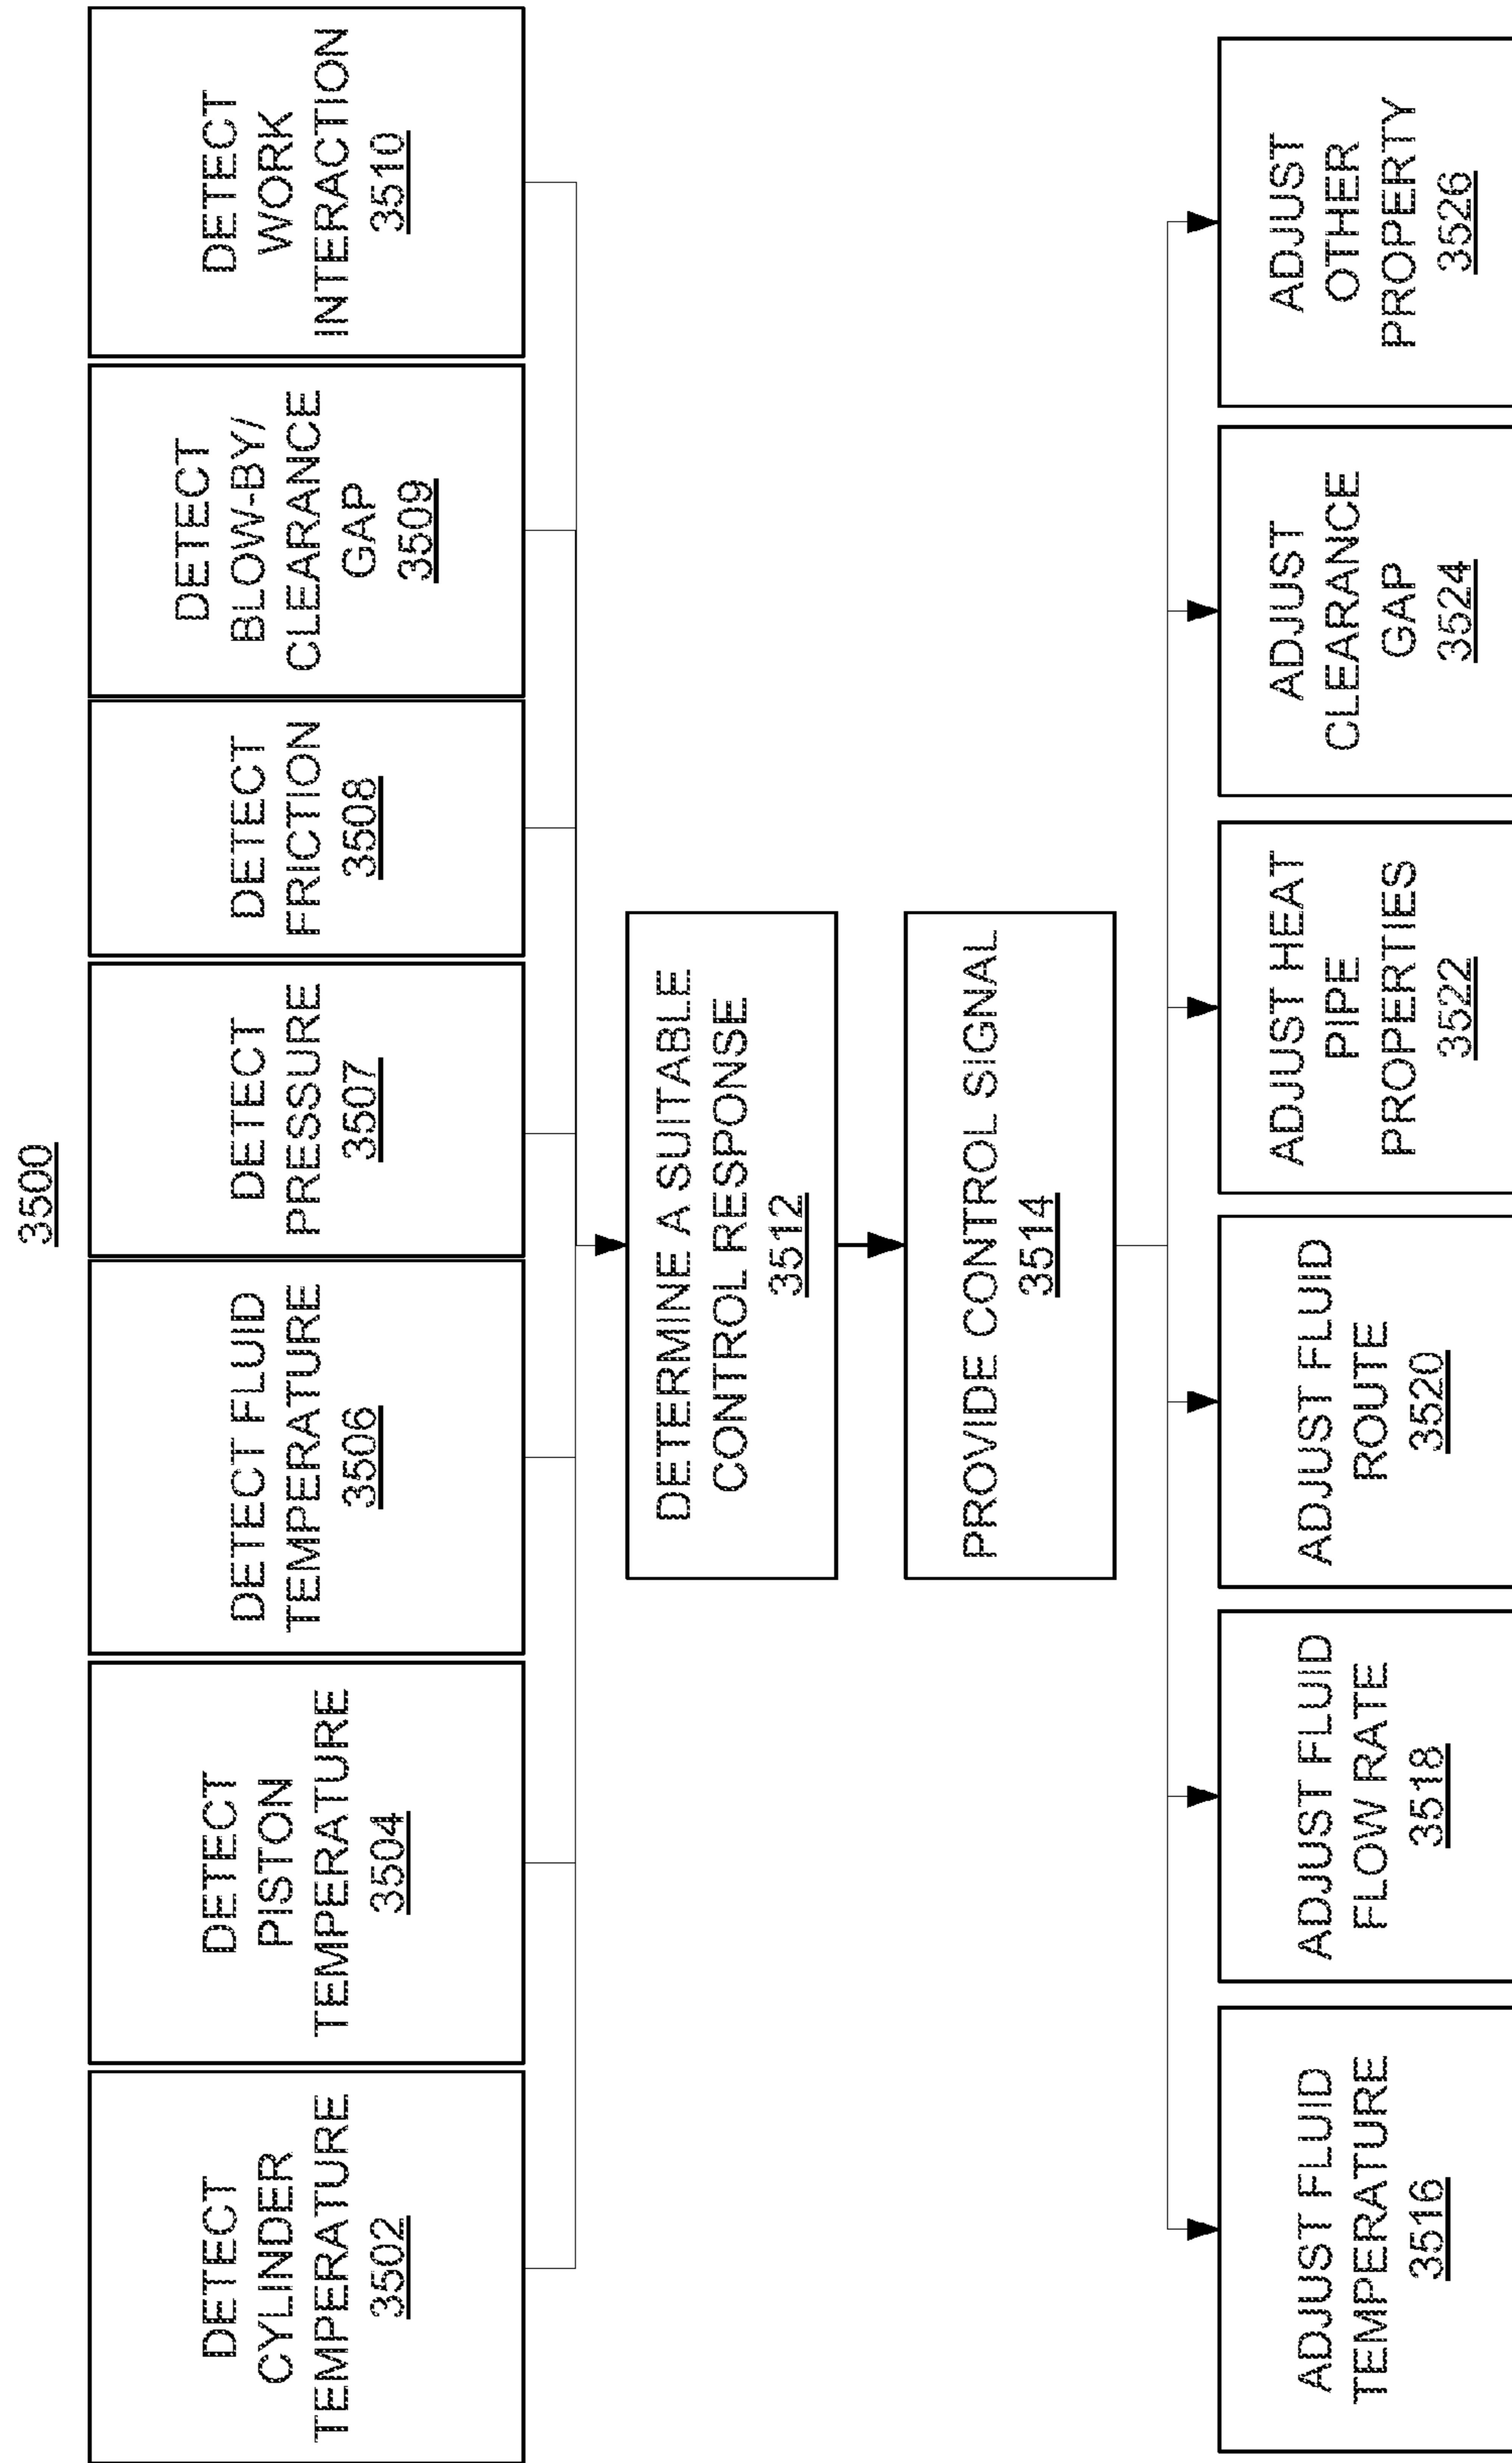 3500
DETECT
CYLINDER
TEMPERATURE
3502
DETECT
PISTON
TEMPERATURE
3504
DETECT FLUID
TEMPERATURE
3506
DETECT
PRESSURE
3507
DETECT
FRICTION
3508
DETECT
BLOW-BY/
CLEARANCE
GAP
3509
DETECT
WORK
INTERACTION
3510
DETERMINE A SUITABLE
CONTROL RESPONSE
3512
PROVIDE CONTROL SIGNAL
3514
ADJUST FLUID
TEMPERATURE
3516
ADJUST FLUID
FLOW RATE
3518
ADJUST FLUID
ROUTE
3520
ADJUST HEAT
PIPE
PROPERTIES
3522
ADJUST
CLEARANCE
GAP
3524
ADJUST
OTHER
PROPERTY
3526